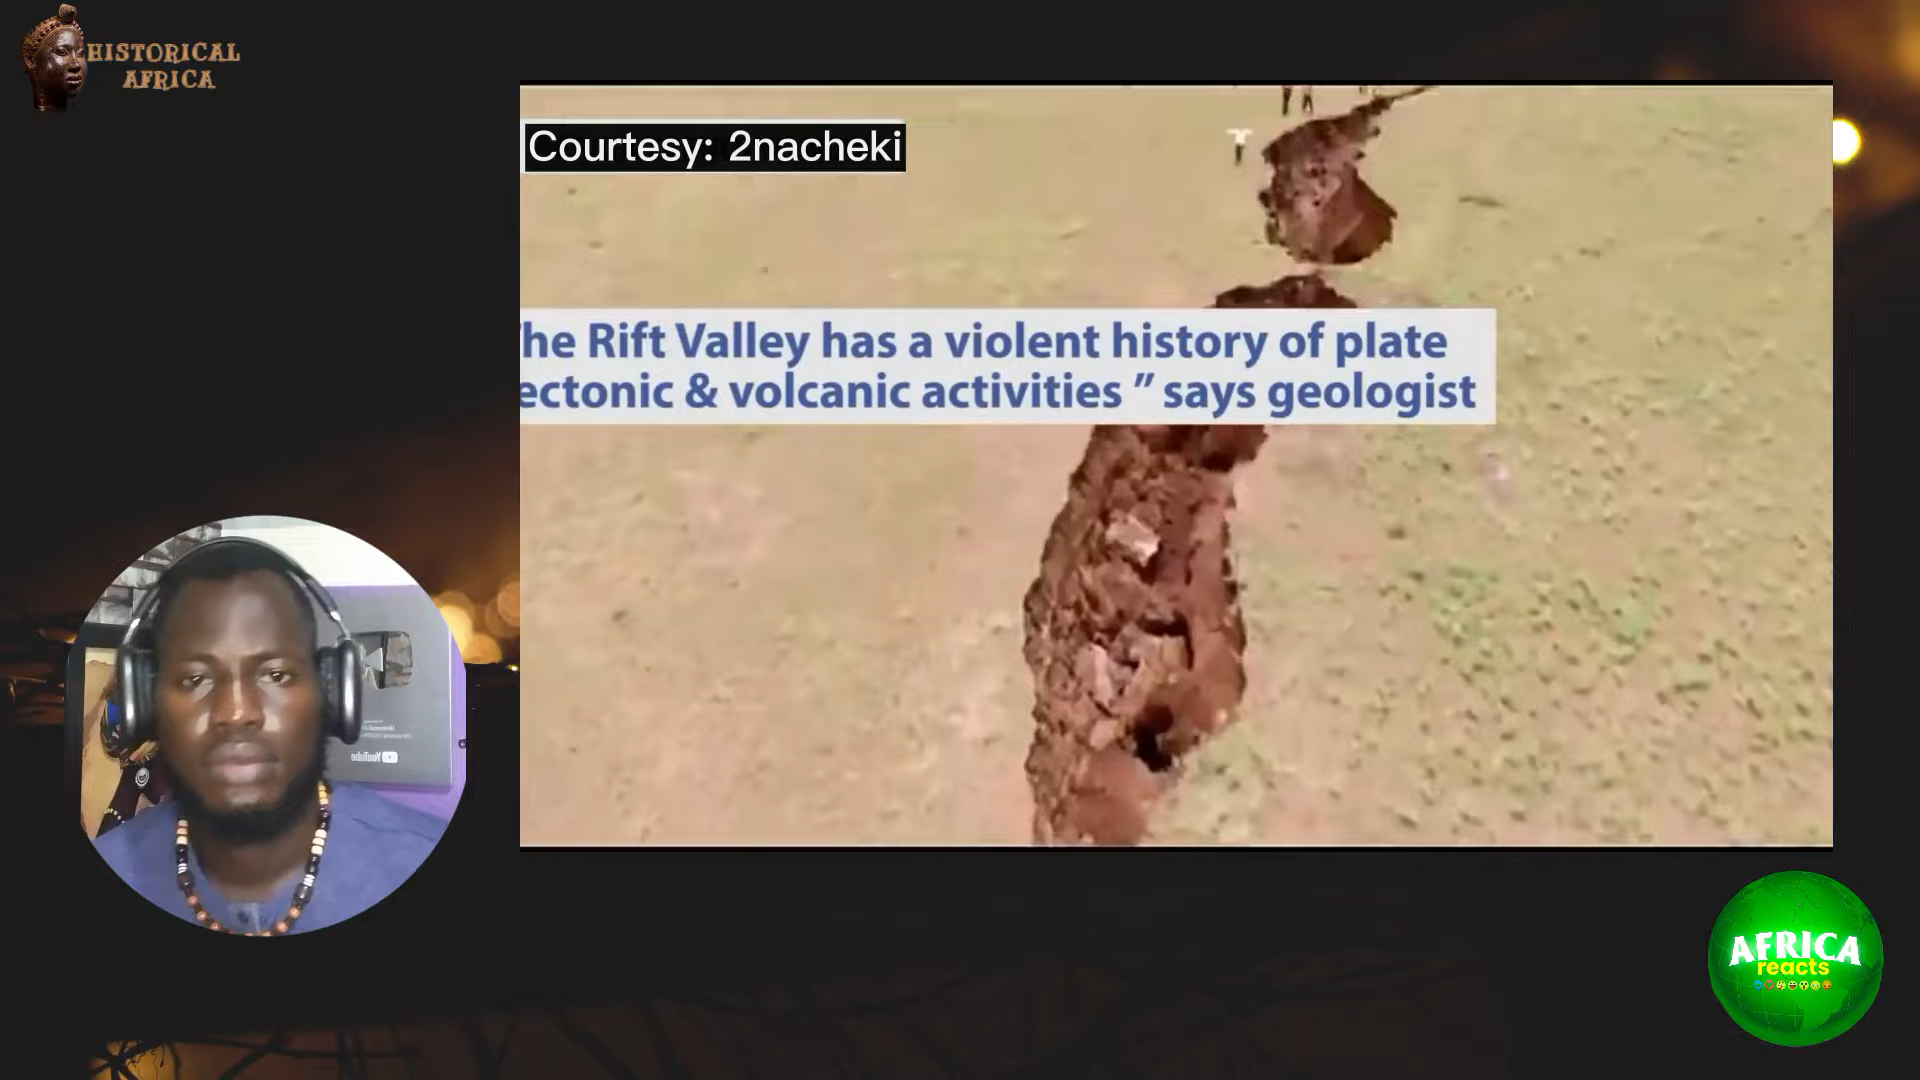 HISTORICAL
AFRICA
Courtesy: 2nacheki
he Rift Valley has a violent history of plate
ectonic & volcanic activities ” says geologist
YouTube
AFRICA
reacts